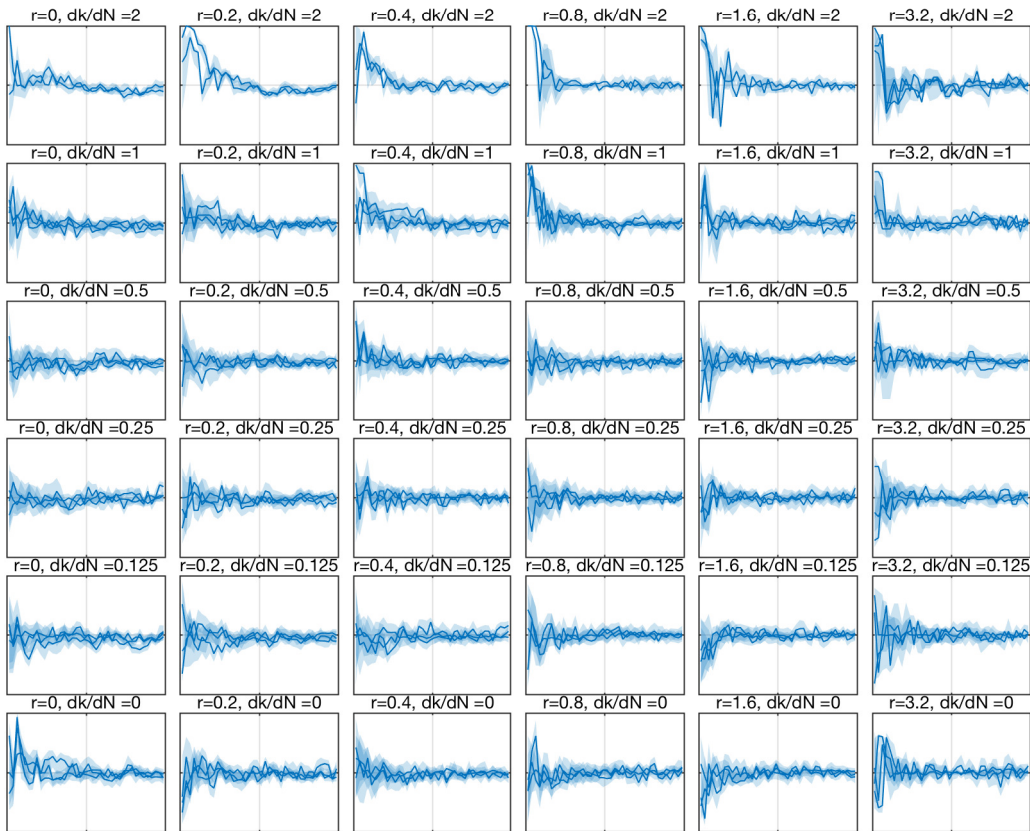 r=0, dk/dN =2 r=0.2, dk/dN =2 r=0.4, dk/dN =2 r=0.8, dk/dN =2 r=1.6, dk/dN =2 r=3.2, dk/dN =2
r=0, dk/dN =1 r=0.2, dk/dN =1 r=0.4, dk/dN =1 r=0.8, dk/dN =1 r=1.6, dk/dN =1 r=3.2, dk/dN =1
r=0, dk/dN =0.5 r=0.2, dk/dN =0.5 r=0.4, dk/dN =0.5 r=0.8, dk/dN =0.5 r=1.6, dk/dN =0.5 r=3.2, dk/dN =0.5
r=0, dk/dN =0.25 r=0.2, dk/dN =0.25 r=0.4, dk/dN =0.25 r=0.8, dk/dN =0.25 r=1.6, dk/dN =0.25 r=3.2, dk/dN =0.25
r=0, dk/dN =0.125 r=0.2, dk/dN =0.125 r=0.4, dk/dN =0.125 r=0.8, dk/dN =0.125 r=1.6, dk/dN =0.125 r=3.2, dk/dN =0.125
r=0, dk/dN =0 r=0.2, dk/dN =0 r=0.4, dk/dN =0 r=0.8, dk/dN =0 r=1.6, dk/dN =0 r=3.2, dk/dN =0